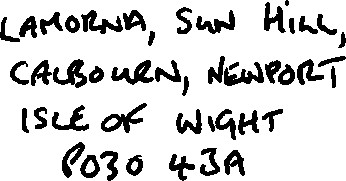 LAMORNA, SUN HILL,
CALBOURN, NEWPORT
ISLE OF WIGHT
PO30 4JA